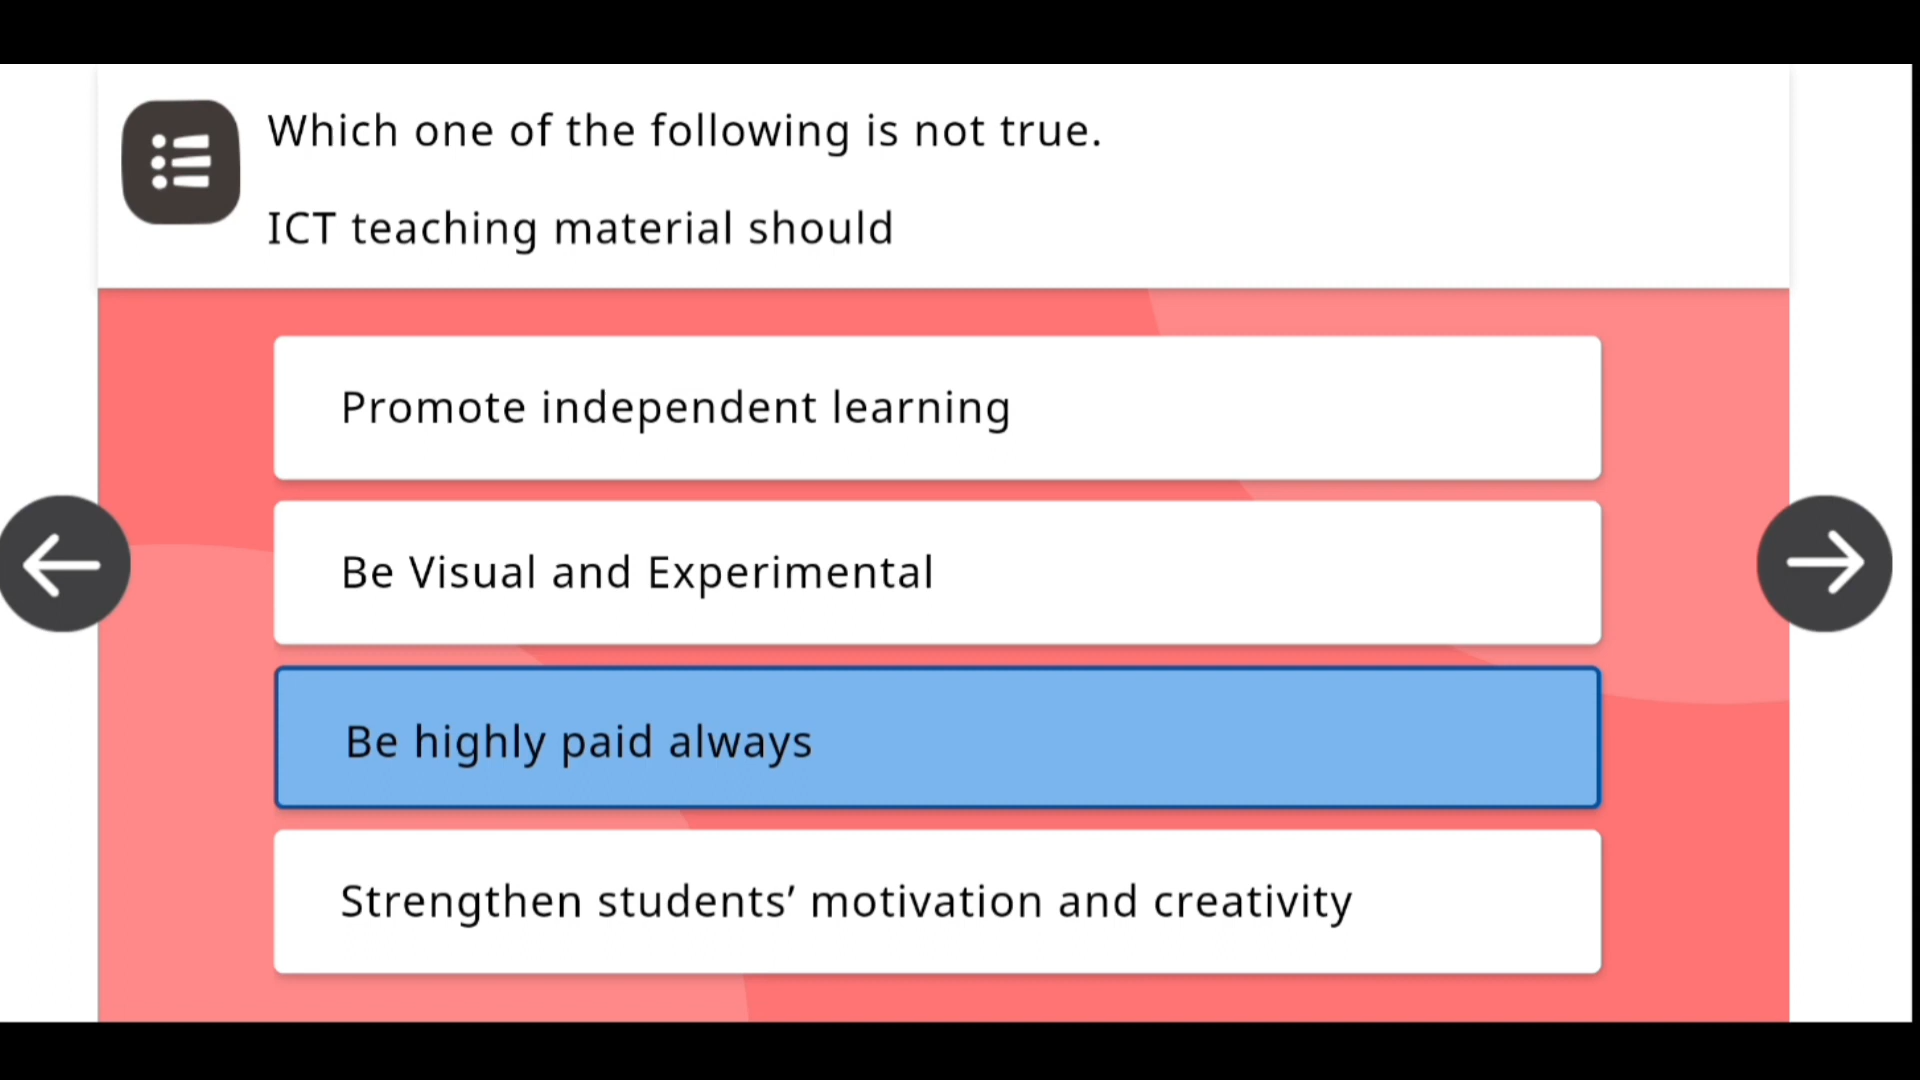 Which one of the following is not true.
ICT teaching material should
Promote independent learning
Be Visual and Experimental
Be highly paid always
Strengthen students’ motivation and creativity